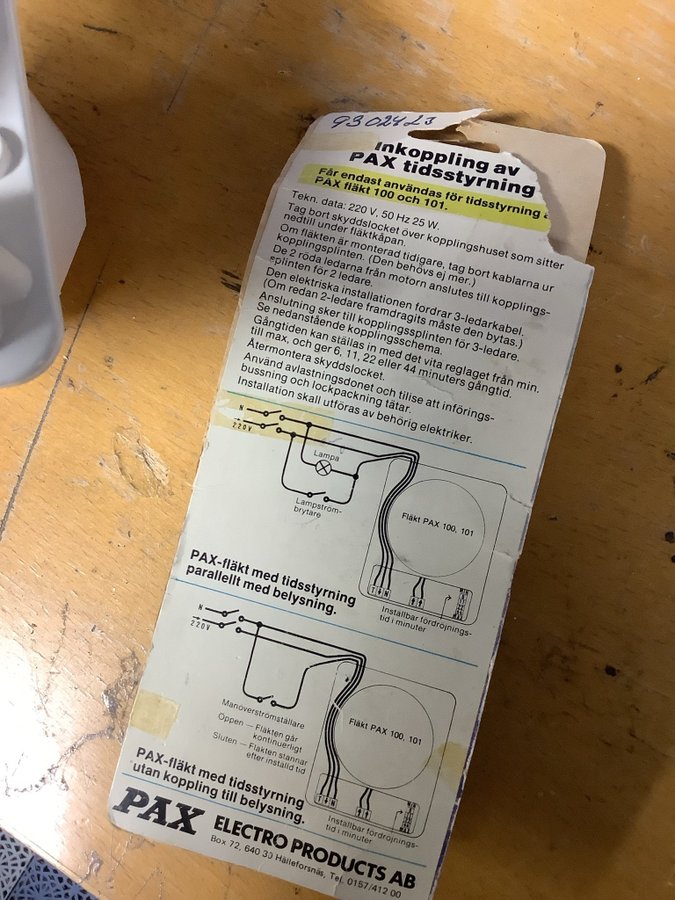 9302423
Inkoppling av
PAX tidsstyrning
Får endast användas för tidsstyrning
PAX fläkt 100 och 101.
Tekn. data: 220 V, 50 Hz 25 W.
Tag bort skyddslocket över kopplingshuset som sitter
nedtill under fläktkåpan.
Om fläkten är monterad tidigare, tag bort kablarna ur
kopplingsplinten. (Den behövs ej mer.)
De 2 röda ledarna från motorn anslutes till kopplings-
splinten för 2 ledare.
Den elektriska installationen fordrar 3-ledarkabel.
(Om redan 2-ledare framdragits måste den bytas.)
Anslutning sker till kopplingssplinten för 3-ledare.
Se nedanstående kopplingsschema.
Gångtiden kan ställas in med det vita reglaget från min.
till max, och ger 6, 11, 22 eller 44 minuters gångtid.
Återmontera skyddslocket.
Använd avlastningsdonet och tillse att införings-
bussning och lockpackning tätar.
Installation skall utföras av behörig elektriker.
N
220V
Lampa
Lampström-
brytare
Fläkt PAX 100, 101
T N
PAX-fläkt med tidsstyrning
parallellt med belysning.
Inställbar fördröjnings-
tid i minuter
N
220V
Manöverströmställare
Öppen — Fläkten går
kontinuerligt
Sluten — Fläkten stannar
efter inställd tid
Fläkt PAX 100, 101
T N
PAX-fläkt med tidsstyrning
utan koppling till belysning.
Inställbar fördröjnings-
tid i minuter
PAX ELECTRO PRODUCTS AB
Box 72, 640 30 Hälleforsnäs, Tel. 0157/412 00